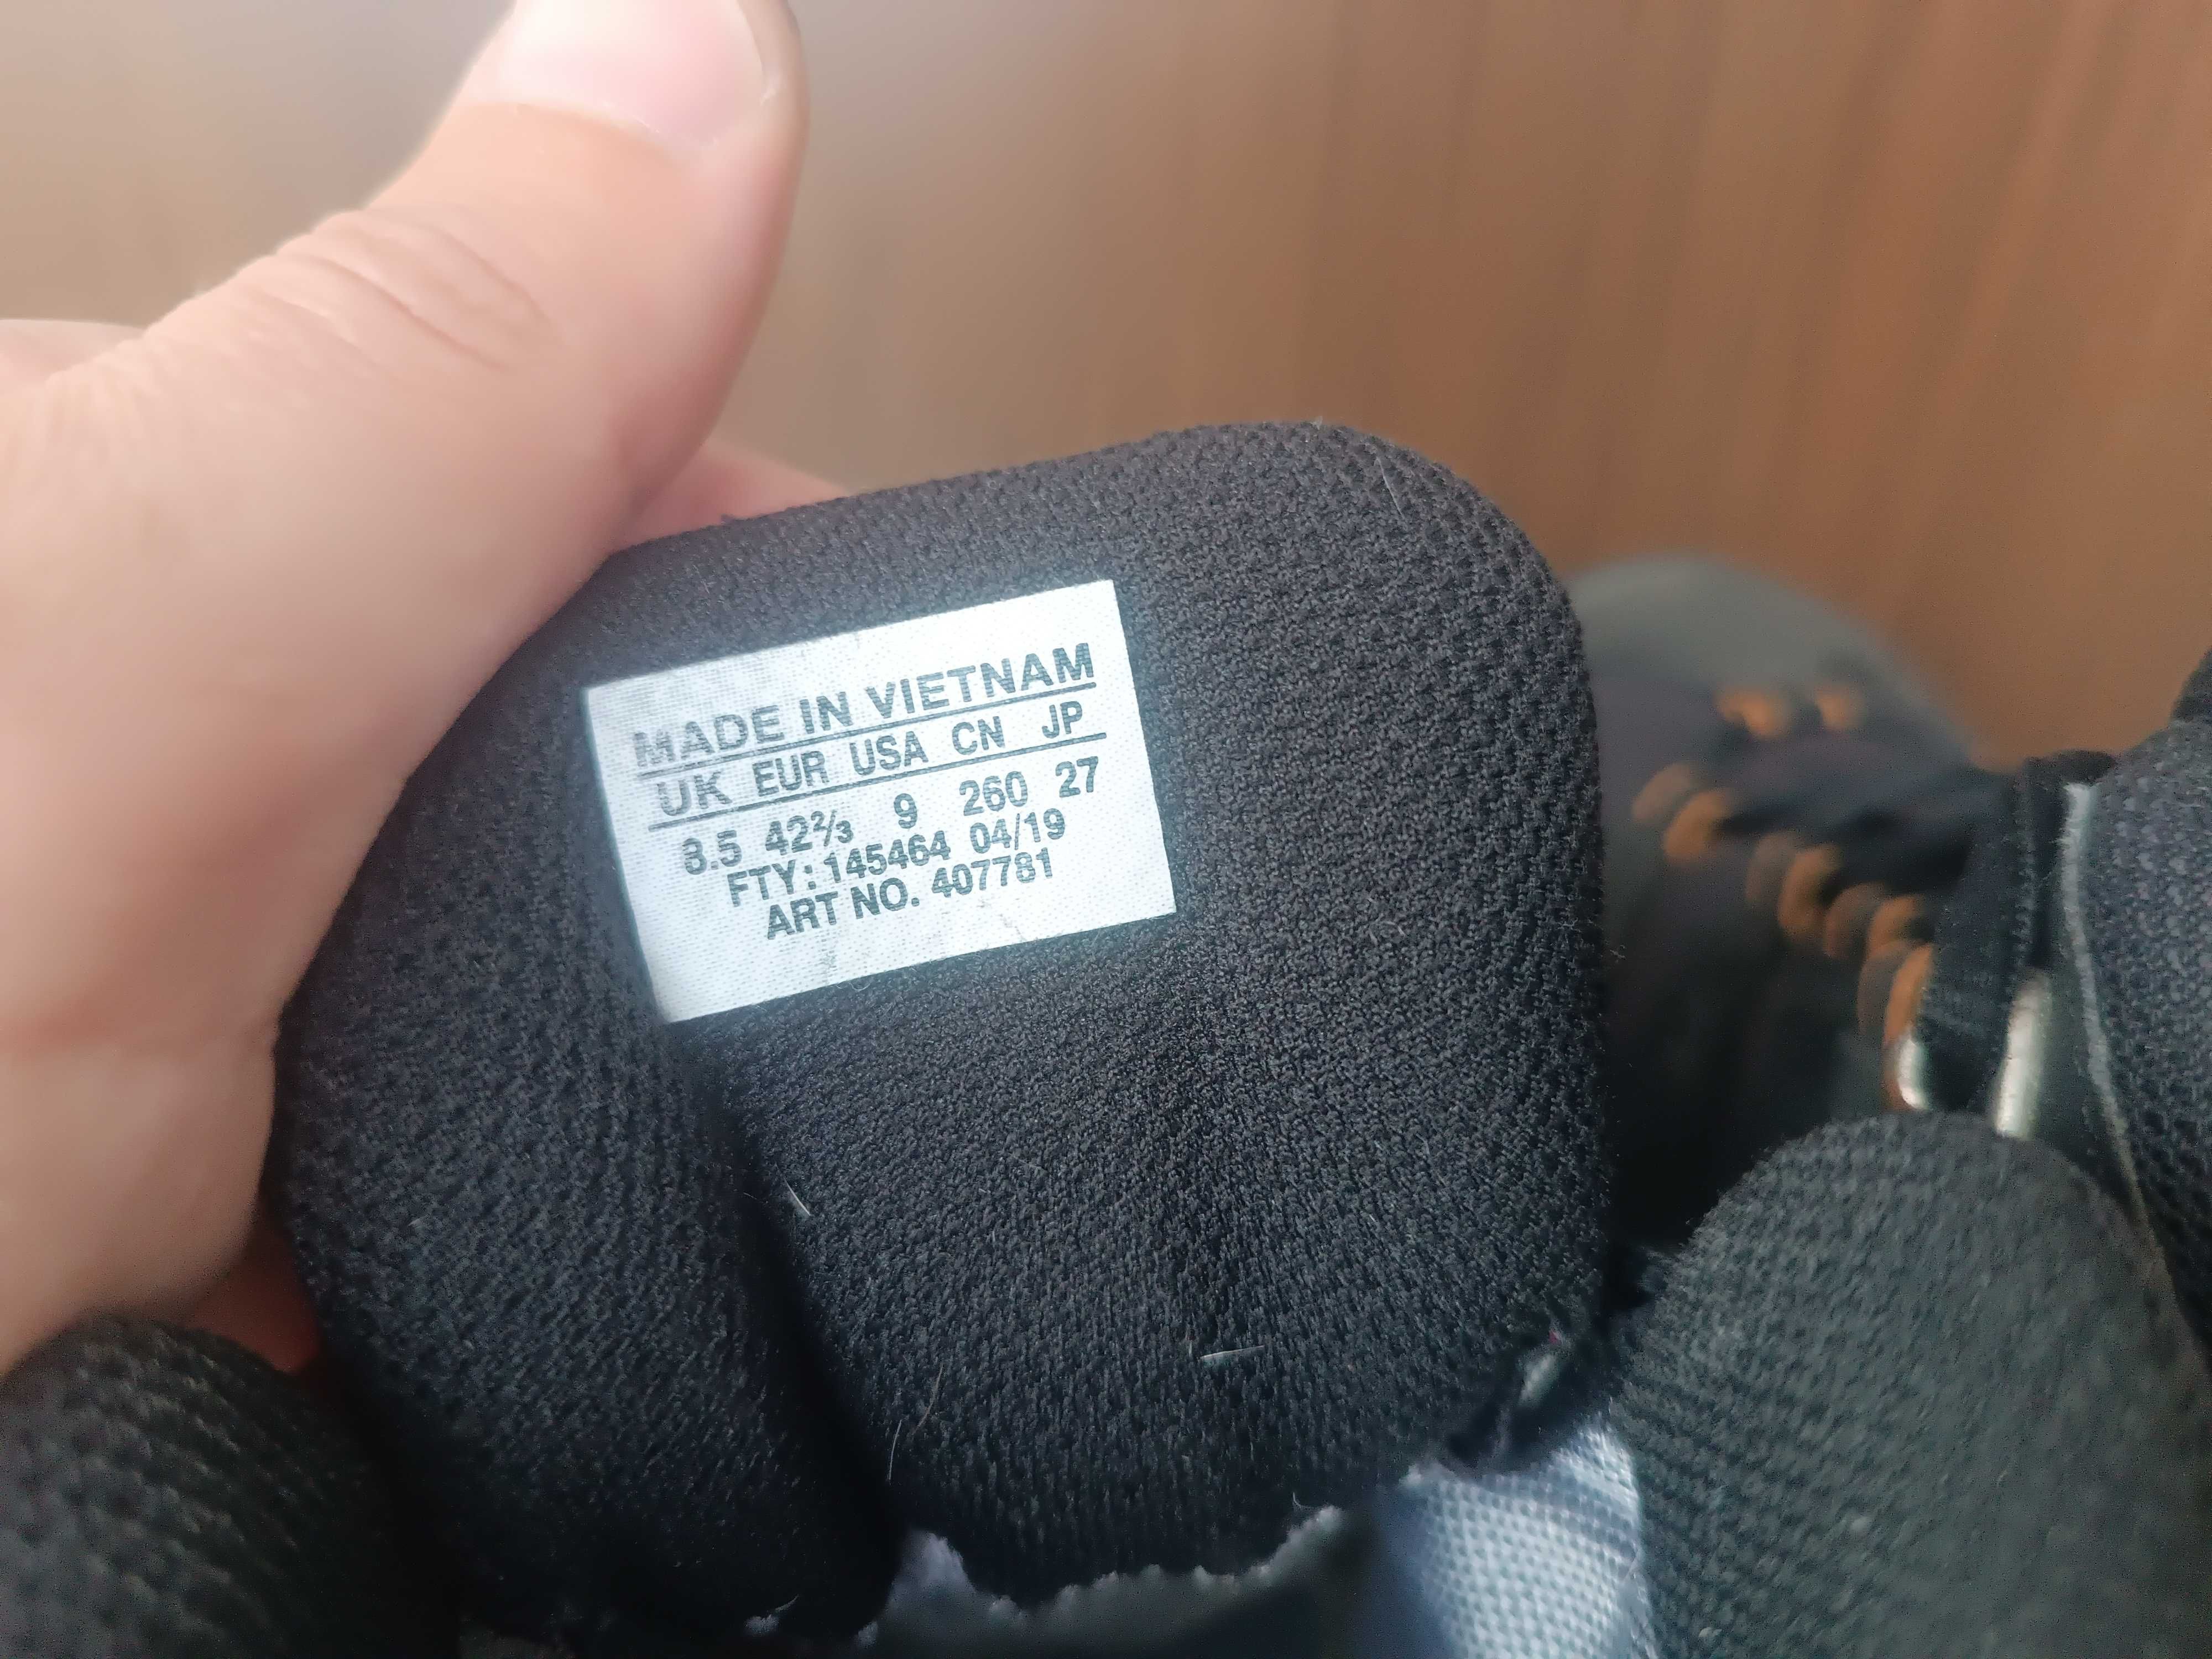 MADE IN VIETNAM
UK EUR USA CN JP
8.5 42⅔ 9 260 27
FTY: 145464 04/19
ART NO. 407781